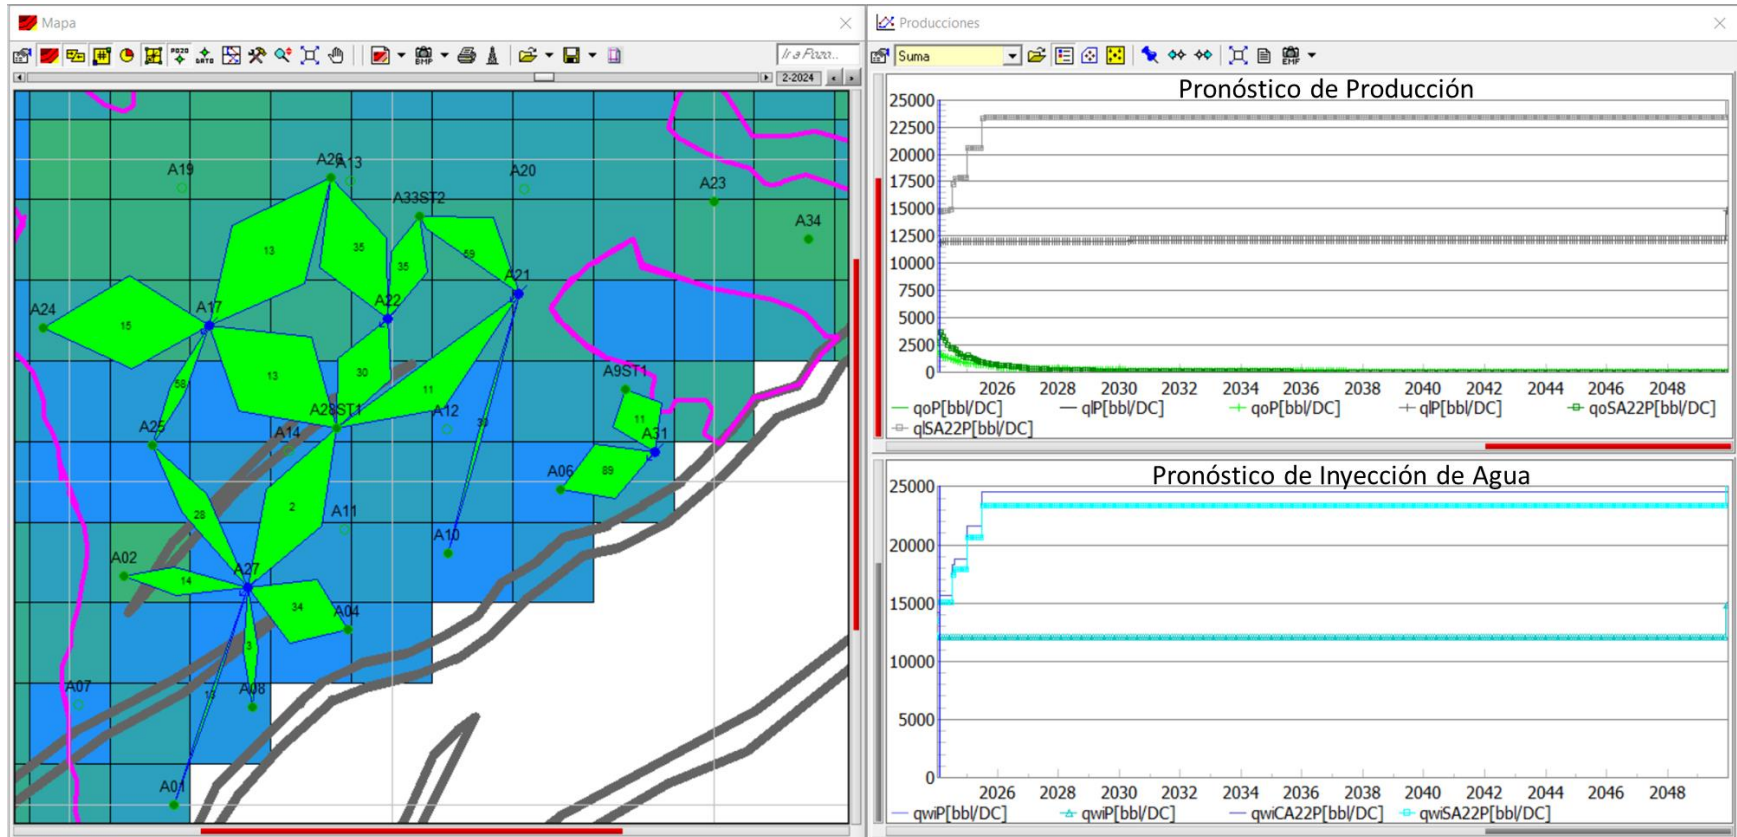 Mapa
POZO
DATO
BMP
Ir a Pozo...
2-2024
A19
A26
A13
A20
A23
A33ST2
A34
13
35
35
59
A21
A24
A17
A22
15
58
13
30
11
A9ST1
A28ST1
A12
11
A25
A14
30
A31
A06
89
28
2
A11
A10
A02
14
A27
34
A04
3
A07
13
A08
A01
Producciones
Suma
EMF
Pronóstico de Producción
25000
22500
20000
17500
15000
12500
10000
7500
5000
2500
0
2026 2028 2030 2032 2034 2036 2038 2040 2042 2044 2046 2048
qoP[bbl/DC] qlP[bbl/DC] qoP[bbl/DC] qlP[bbl/DC] qoSA22P[bbl/DC]
qlSA22P[bbl/DC]
Pronóstico de Inyección de Agua
25000
20000
15000
10000
5000
0
2026 2028 2030 2032 2034 2036 2038 2040 2042 2044 2046 2048
qwiP[bbl/DC] qwiP[bbl/DC] qwiCA22P[bbl/DC] qwiSA22P[bbl/DC]